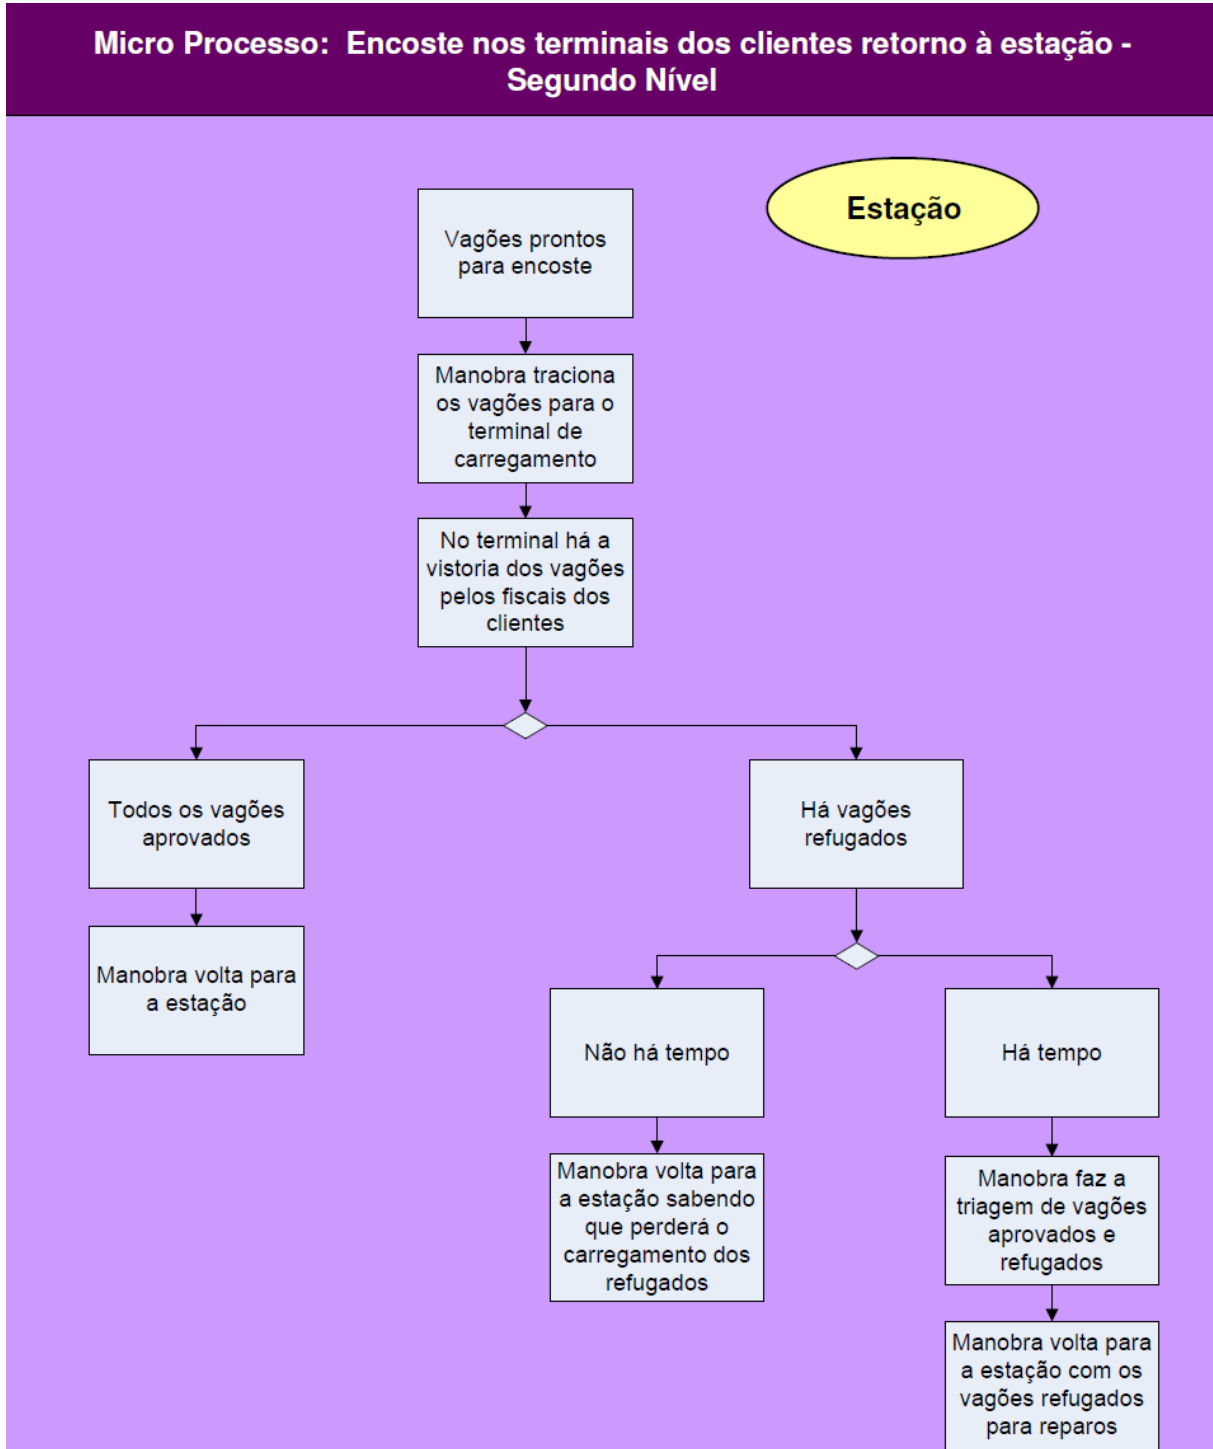 Micro Processo:  Encoste nos terminais dos clientes retorno à estação -
Segundo Nível
Estação
Vagões prontos
para encoste
Manobra traciona
os vagões para o
terminal de
carregamento
No terminal há a
vistoria dos vagões
pelos fiscais dos
clientes
Todos os vagões
aprovados
Há vagões
refugados
Manobra volta para
a estação
Não há tempo
Há tempo
Manobra volta para
a estação sabendo
que perderá o
carregamento dos
refugados
Manobra faz a
triagem de vagões
aprovados e
refugados
Manobra volta para
a estação com os
vagões refugados
para reparos